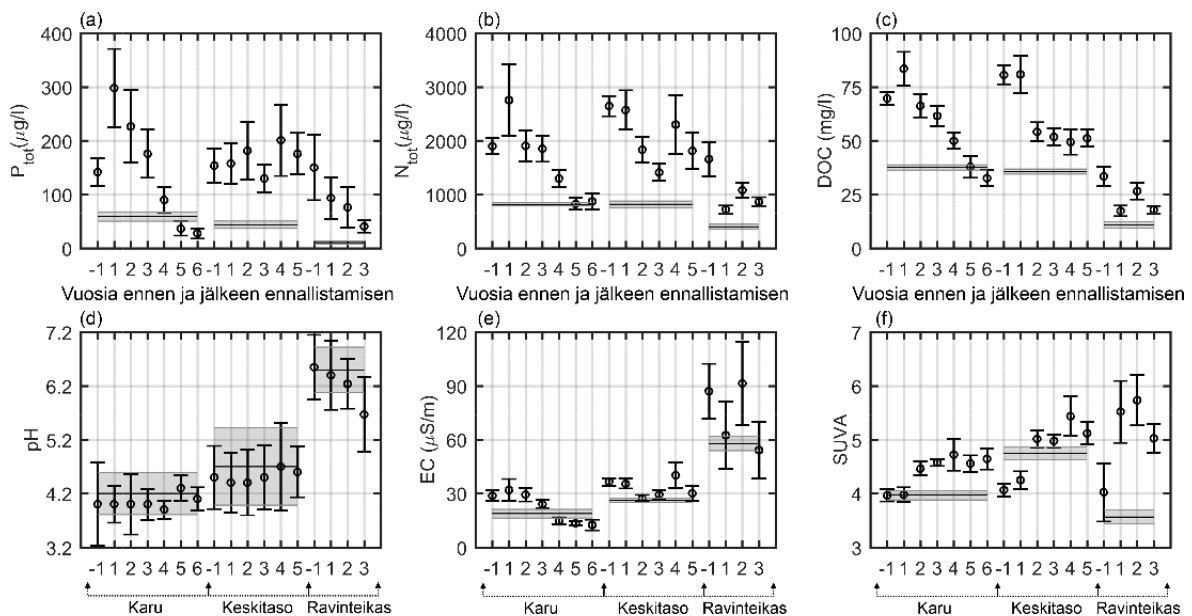 (a) (b) (c)
400 4000 100
300 3000 75
200 2000 50
100 1000 25
0 0 0
P_tot(µg/l) N_tot(µg/l) DOC (mg/l)
-1 1 2 3 4 5 6 -1 1 2 3 4 5 -1 1 2 3 -1 1 2 3 4 5 6 -1 1 2 3 4 5 -1 1 2 3 -1 1 2 3 4 5 6 -1 1 2 3 4 5 -1 1 2 3
Vuosia ennen ja jälkeen ennallistamisen Vuosia ennen ja jälkeen ennallistamisen Vuosia ennen ja jälkeen ennallistamisen
(d) (e) (f)
7.2 120 7
6.2 90 6
5.2 60 5
4.2 30 4
3.2 0 3
pH EC (µS/m) SUVA
-1 1 2 3 4 5 6 -1 1 2 3 4 5 -1 1 2 3 -1 1 2 3 4 5 6 -1 1 2 3 4 5 -1 1 2 3 -1 1 2 3 4 5 6 -1 1 2 3 4 5 -1 1 2 3
Karu Keskitaso Ravinteikas Karu Keskitaso Ravinteikas Karu Keskitaso Ravinteikas